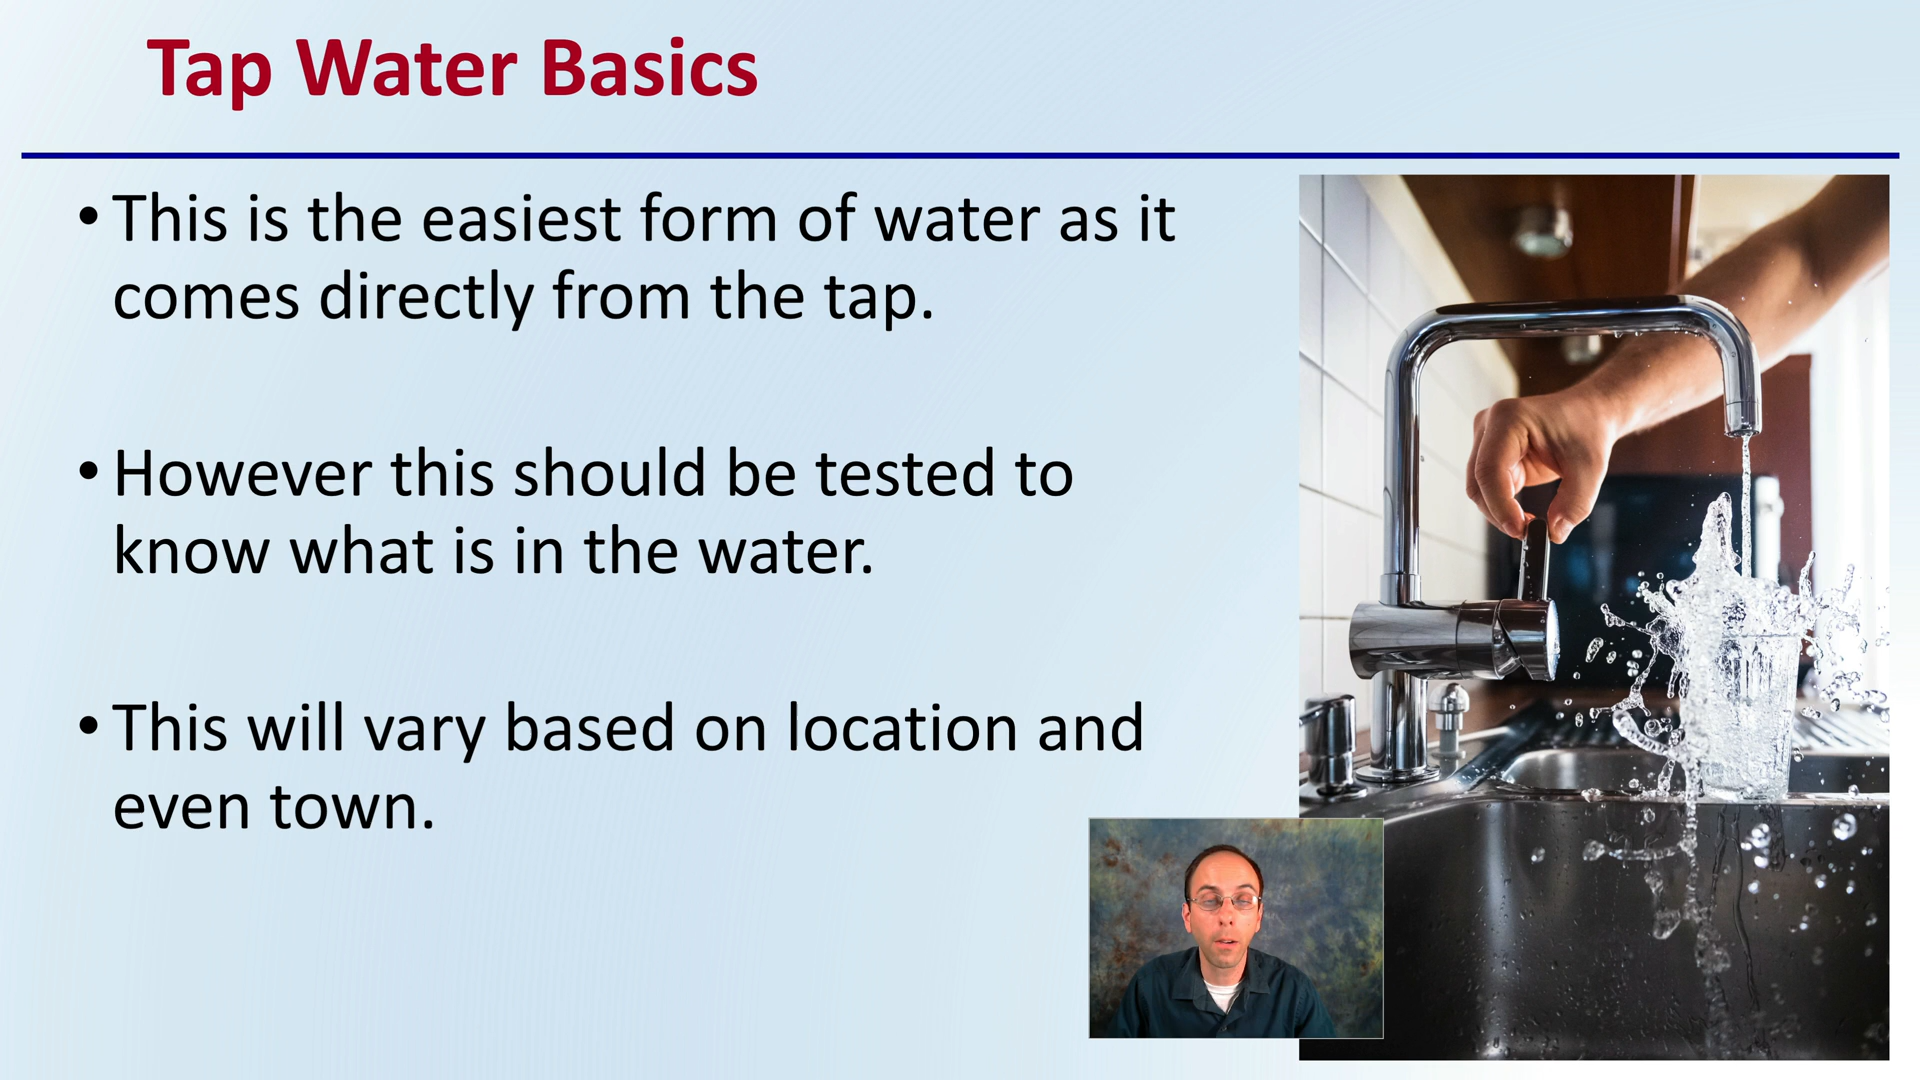 Tap Water Basics
• This is the easiest form of water as it
comes directly from the tap.
• However this should be tested to
know what is in the water.
• This will vary based on location and
even town.